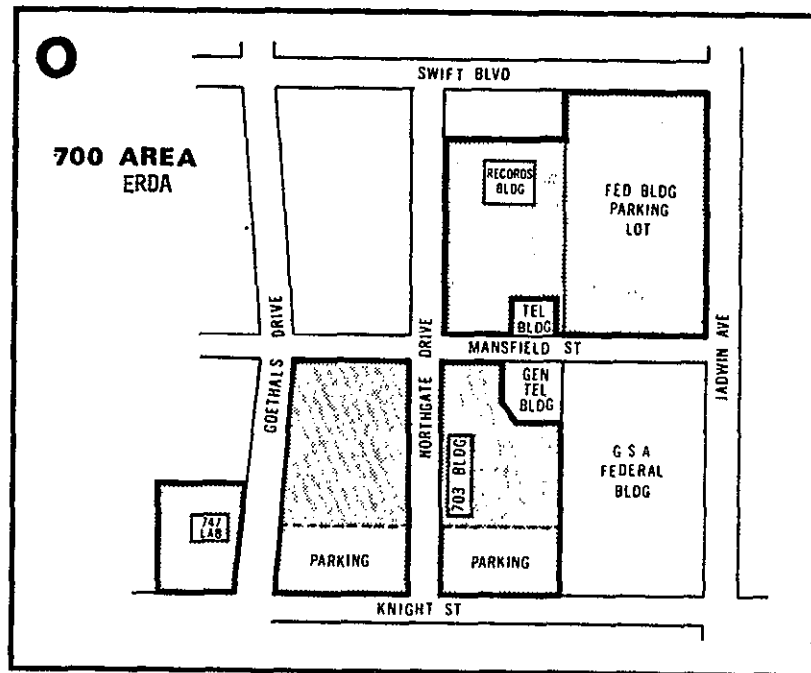 O
SWIFT BLVD
700 AREA
ERDA
RECORDS
BLDG
FED BLDG
PARKING
LOT
TEL
BLDG
GOETHALS DRIVE
NORTHGATE DRIVE
MANSFIELD ST
JADWIN AVE
GEN
TEL
BLDG
703 BLDG
G S A
FEDERAL
BLDG
747
LAB
PARKING
PARKING
KNIGHT ST